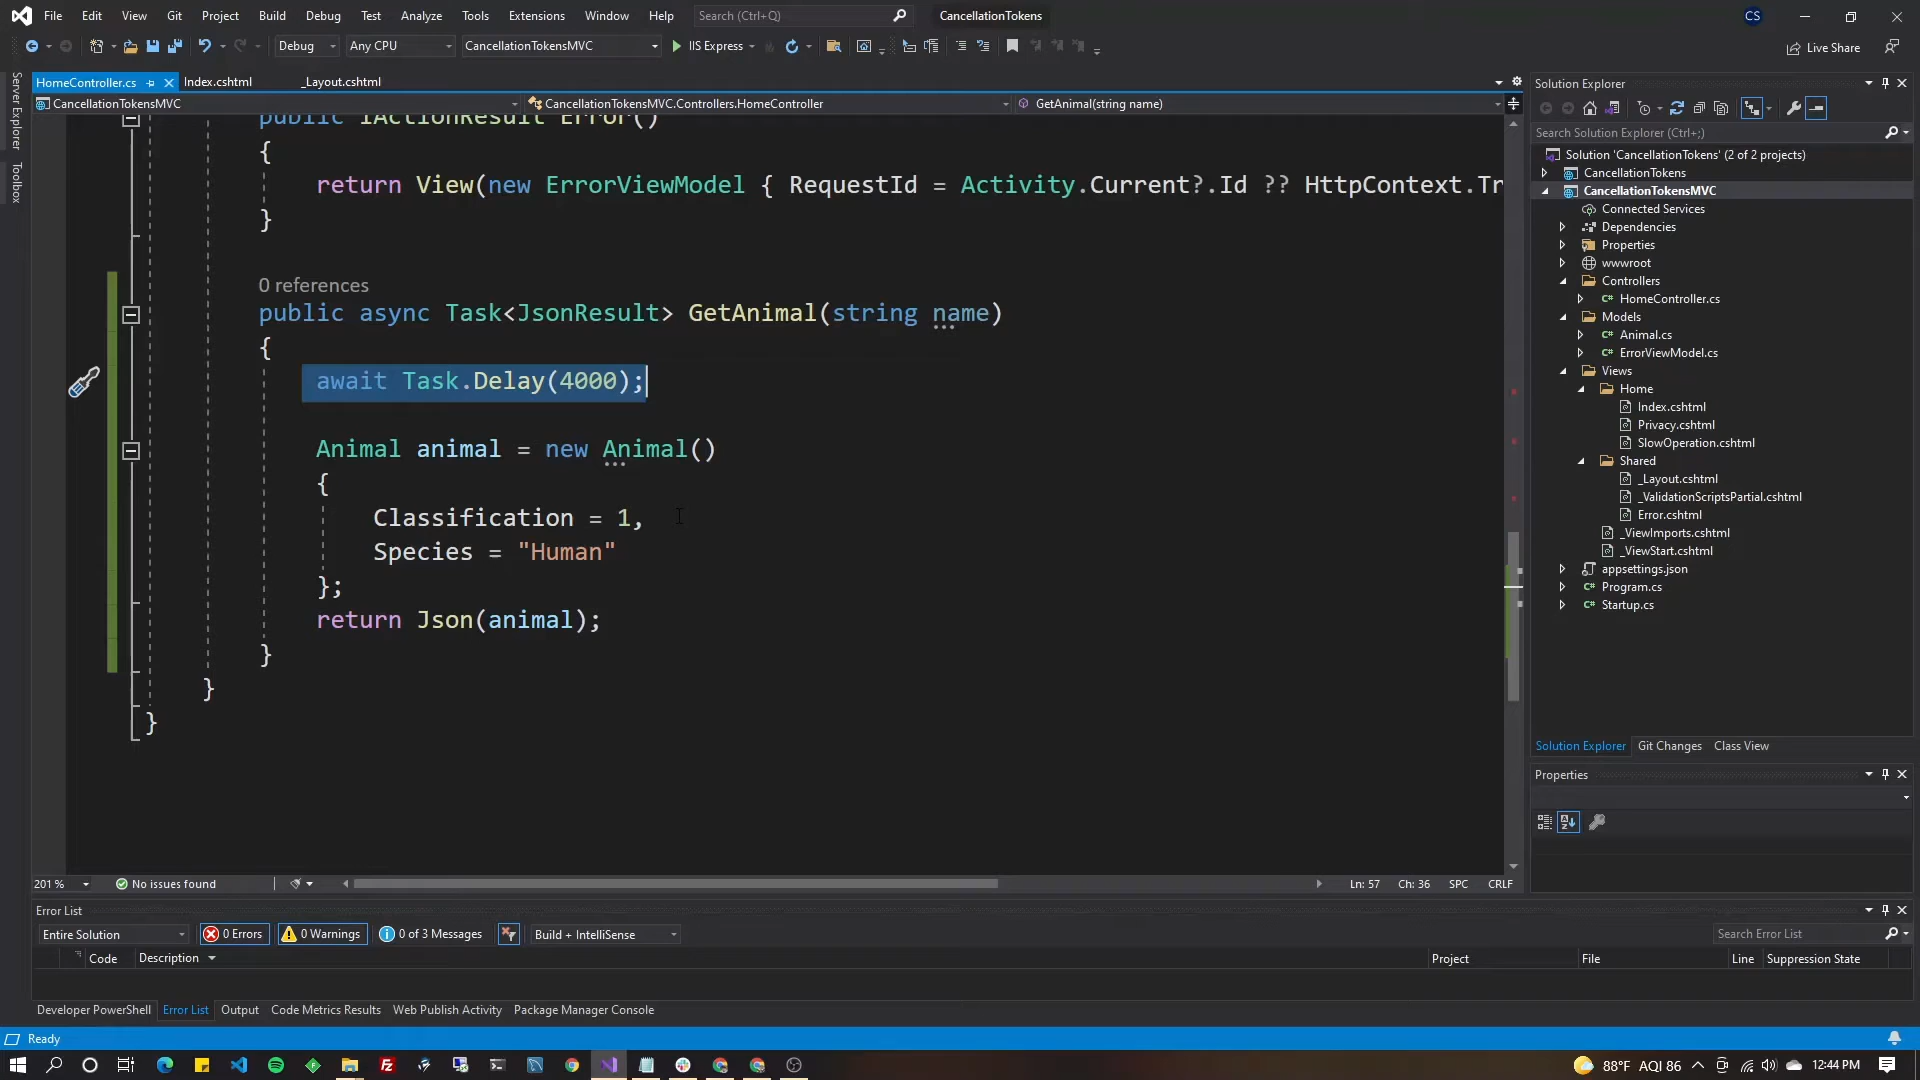 File Edit View Git Project Build Debug Test Analyze Tools Extensions Window Help Search (Ctrl+Q) CancellationTokens CS
Debug Any CPU CancellationTokensMVC IIS Express Live Share
Server Explorer
Toolbox
HomeController.cs Index.cshtml _Layout.cshtml
CancellationTokensMVC CancellationTokensMVC.Controllers.HomeController GetAnimal(string name)
public IActionResult Error()
{
return View(new ErrorViewModel { RequestId = Activity.Current?.Id ?? HttpContext.Tr
}
0 references
public async Task<JsonResult> GetAnimal(string name)
{
await Task.Delay(4000);
Animal animal = new Animal()
{
Classification = 1,
Species = "Human"
};
return Json(animal);
}
}
}
201 % No issues found Ln: 57 Ch: 36 SPC CRLF
Solution Explorer
Search Solution Explorer (Ctrl+;)
Solution 'CancellationTokens' (2 of 2 projects)
CancellationTokens
CancellationTokensMVC
Connected Services
Dependencies
Properties
wwwroot
Controllers
HomeController.cs
Models
Animal.cs
ErrorViewModel.cs
Views
Home
Index.cshtml
Privacy.cshtml
SlowOperation.cshtml
Shared
_Layout.cshtml
_ValidationScriptsPartial.cshtml
Error.cshtml
_ViewImports.cshtml
_ViewStart.cshtml
appsettings.json
Program.cs
Startup.cs
Solution Explorer Git Changes Class View
Properties
Error List
Entire Solution 0 Errors 0 Warnings 0 of 3 Messages Build + IntelliSense Search Error List
Code Description Project File Line Suppression State
Developer PowerShell Error List Output Code Metrics Results Web Publish Activity Package Manager Console
Ready
88°F AQI 86 12:44 PM